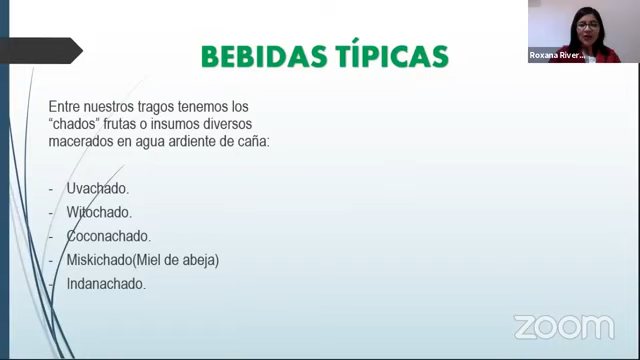 BEBIDAS TÍPICAS
Roxana River...
Entre nuestros tragos tenemos los
“chados” frutas o insumos diversos
macerados en agua ardiente de caña:
- Uvachado.
- Witochado.
- Coconachado.
- Miskichado(Miel de abeja)
- Indanachado.
zoom